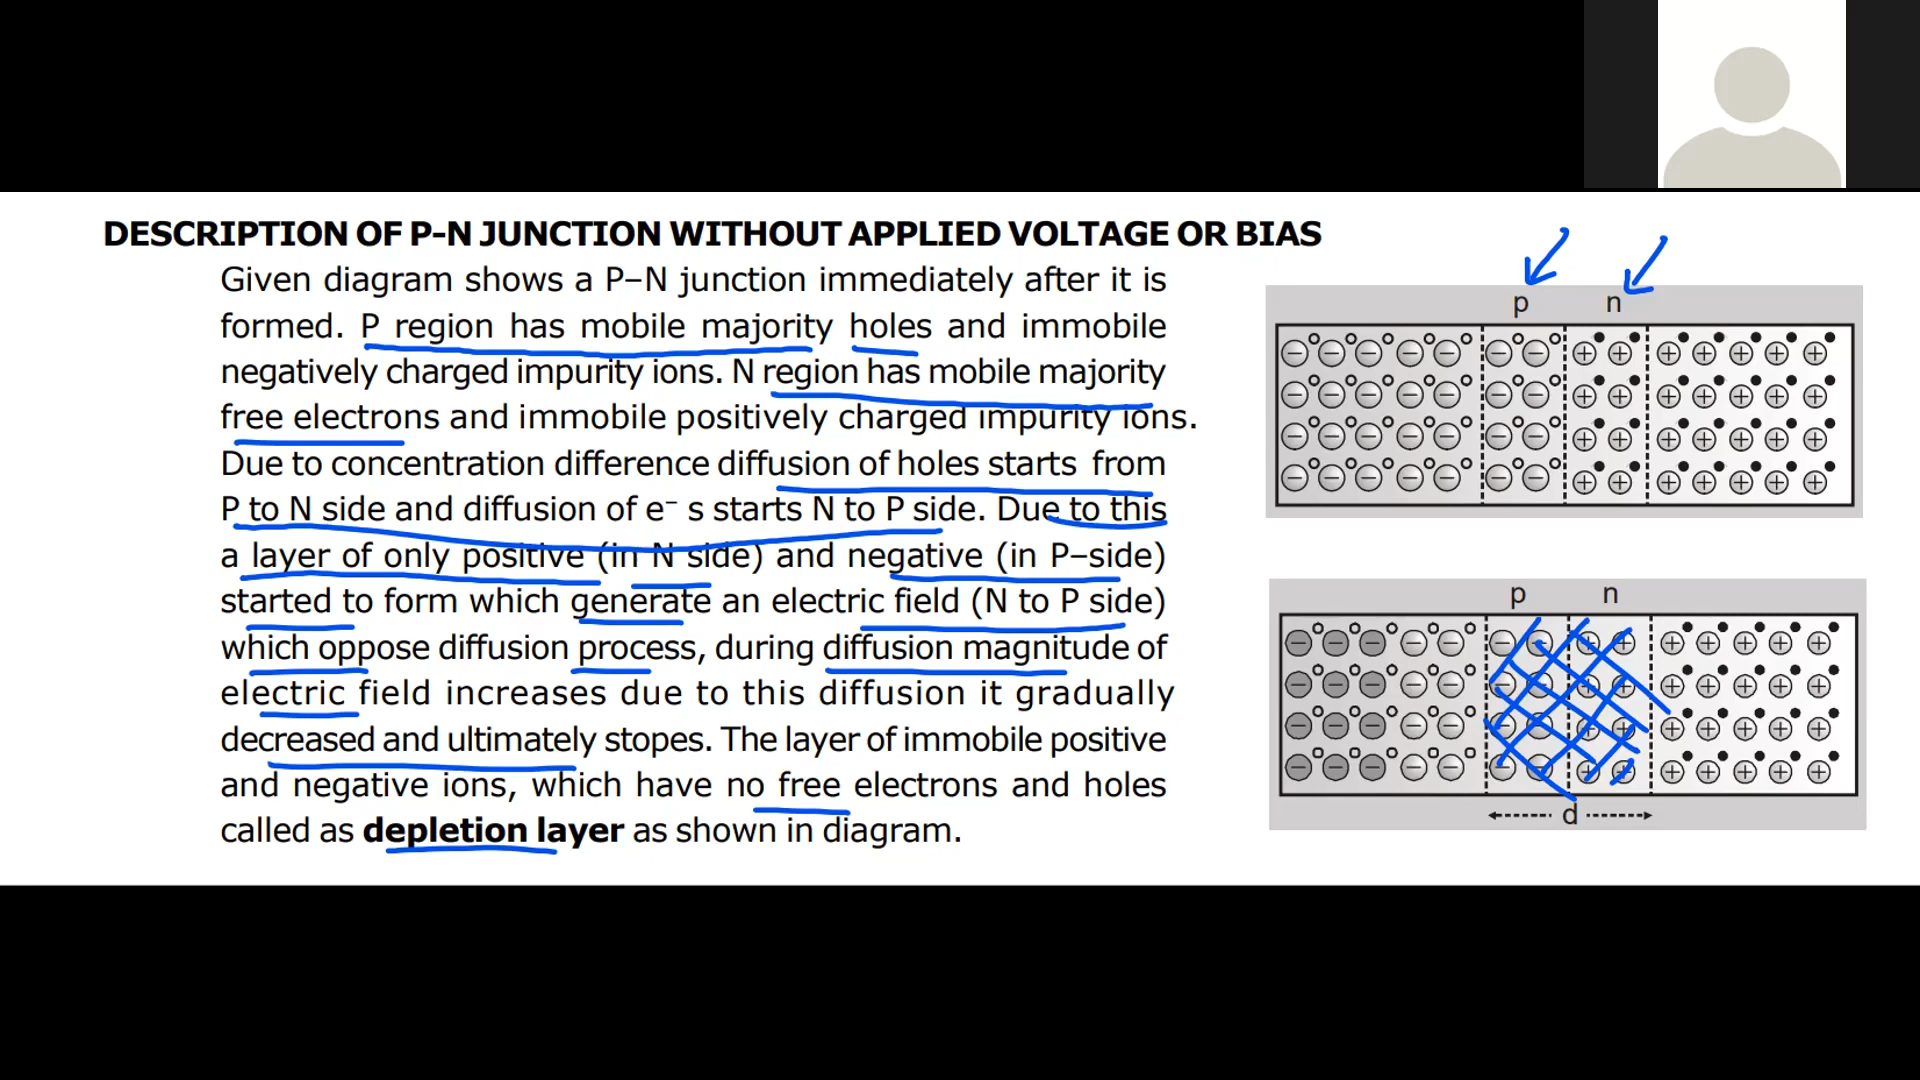 DESCRIPTION OF P-N JUNCTION WITHOUT APPLIED VOLTAGE OR BIAS
Given diagram shows a P–N junction immediately after it is
formed. P region has mobile majority holes and immobile
negatively charged impurity ions. N region has mobile majority
free electrons and immobile positively charged impurity ions.
Due to concentration difference diffusion of holes starts from
P to N side and diffusion of e⁻ s starts N to P side. Due to this
a layer of only positive (in N side) and negative (in P–side)
started to form which generate an electric field (N to P side)
which oppose diffusion process, during diffusion magnitude of
electric field increases due to this diffusion it gradually
decreased and ultimately stopes. The layer of immobile positive
and negative ions, which have no free electrons and holes
called as depletion layer as shown in diagram.
p n
p n
d